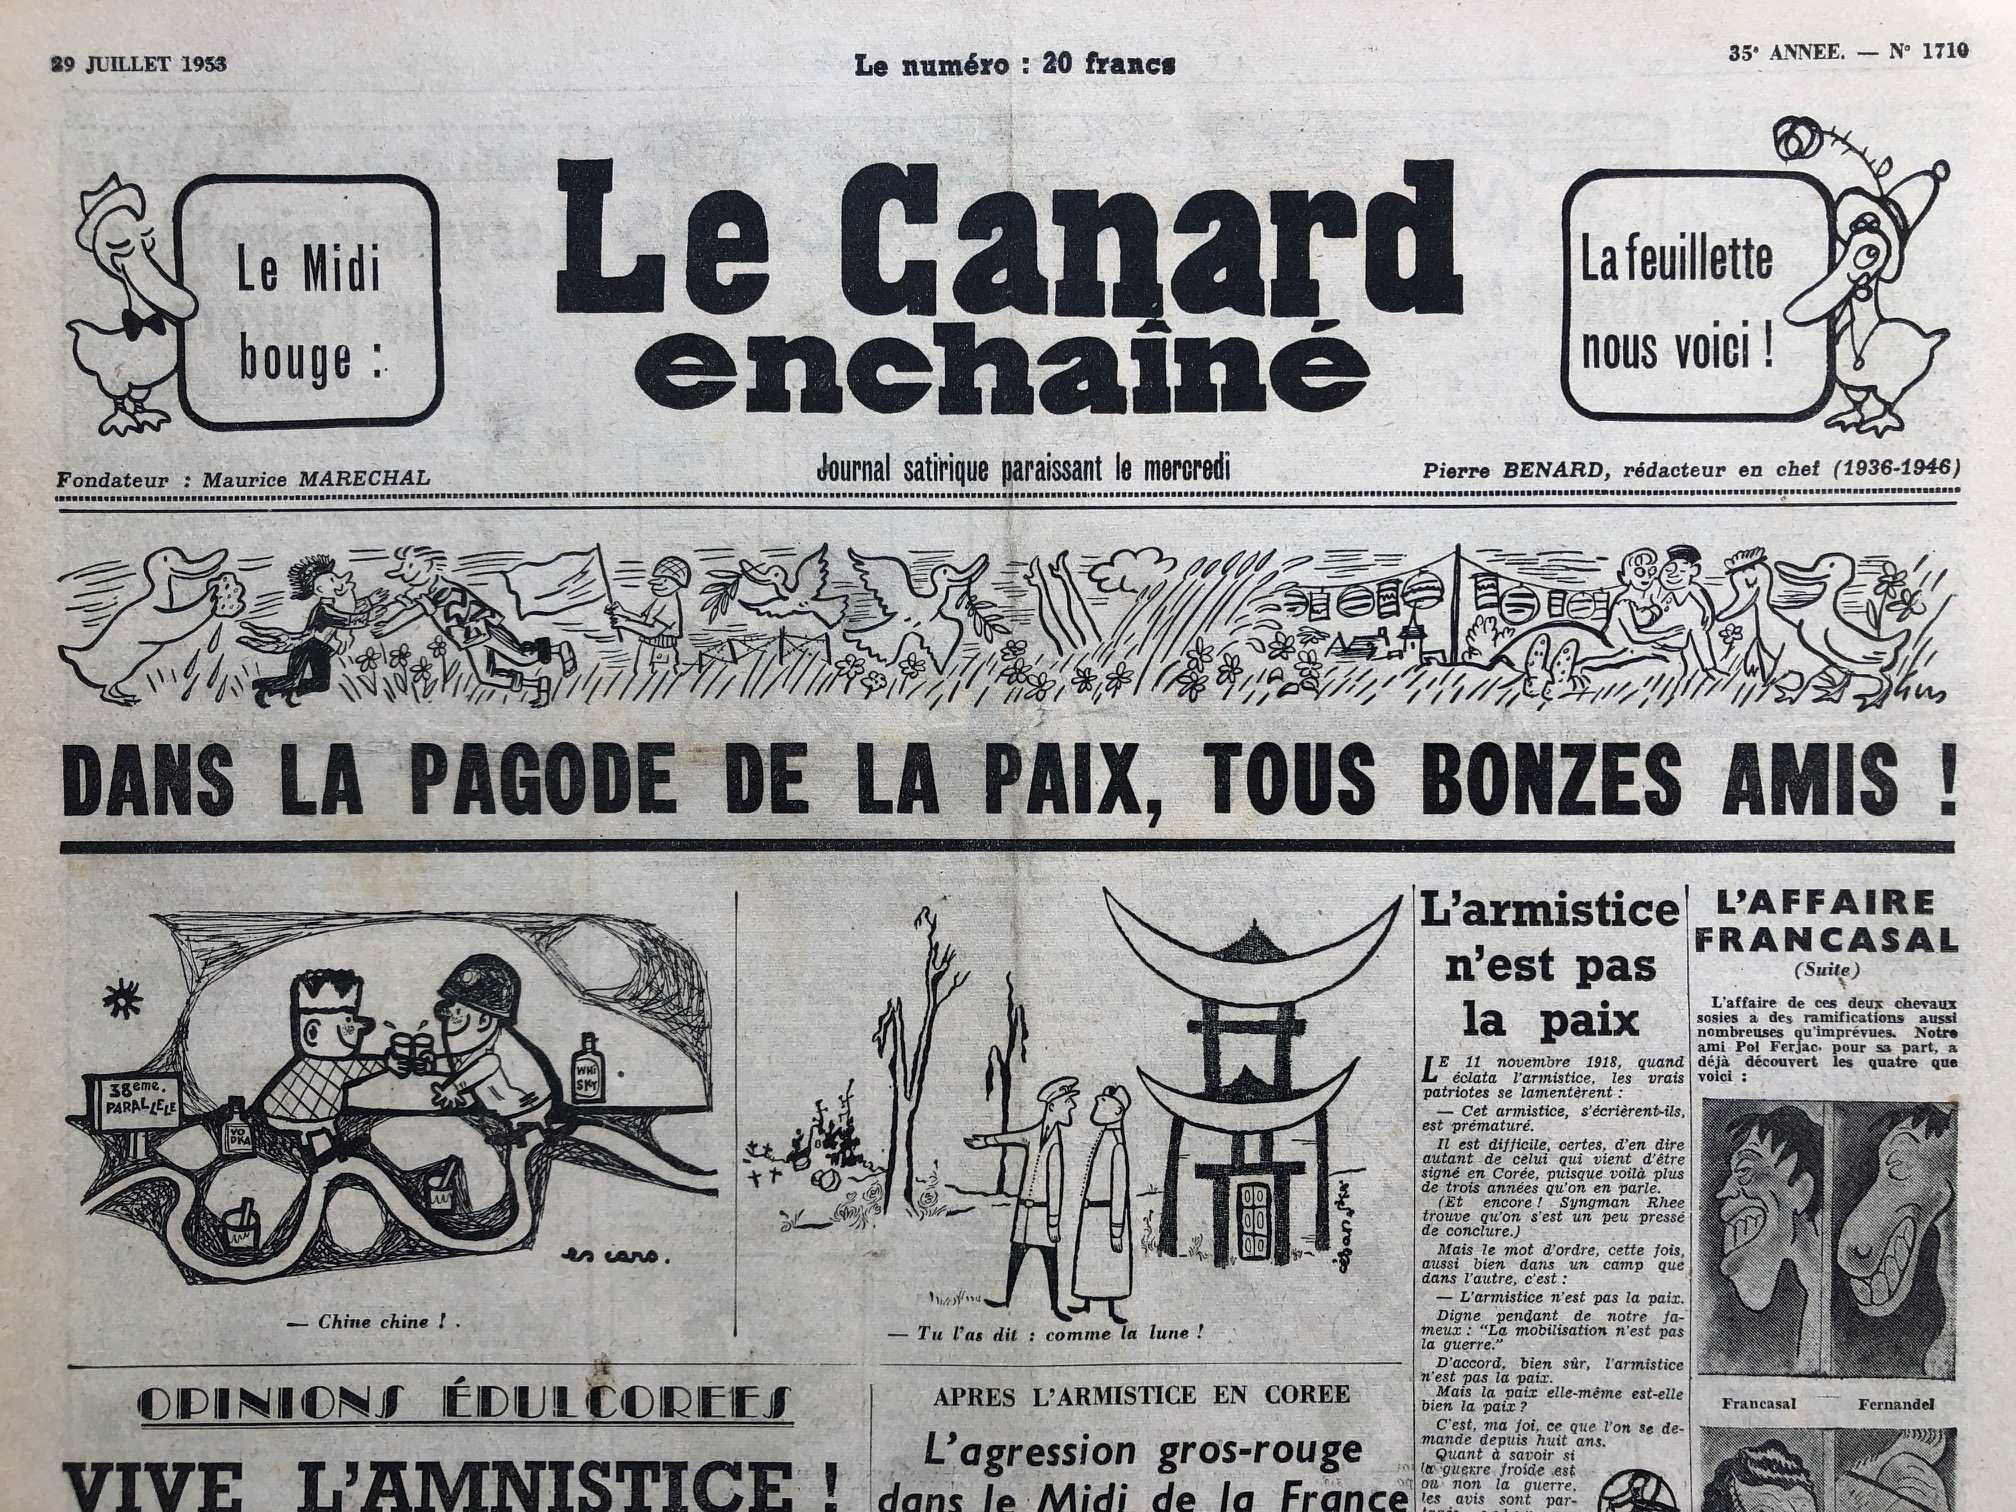 29 JUILLET 1953
Le numéro : 20 francs
35e ANNEE. — N° 1710
Le Midi
bouge :
Le Canard
enchaîné
La feuillette
nous voici !
Fondateur : Maurice MARECHAL
Journal satirique paraissant le mercredi
Pierre BENARD, rédacteur en chef (1936-1946)
DANS LA PAGODE DE LA PAIX, TOUS BONZES AMIS !
38eme.
PARALLELE
VO
DKA
WHI
SKY
escaro.
— Chine chine ! .
— Tu l'as dit : comme la lune !
L'armistice
n'est pas
la paix
LE 11 novembre 1918, quand
éclata l'armistice, les vrais
patriotes se lamentèrent :
— Cet armistice, s'écrièrent-ils,
est prématuré.
Il est difficile, certes, d'en dire
autant de celui qui vient d'être
signé en Corée, puisque voilà plus
de trois années qu'on en parle.
(Et encore ! Syngman Rhee
trouve qu'on s'est un peu pressé
de conclure.)
Mais le mot d'ordre, cette fois,
aussi bien dans un camp que
dans l'autre, c'est :
— L'armistice n'est pas la paix.
Digne pendant de notre fa-
meux : "La mobilisation n'est pas
la guerre."
D'accord, bien sûr, l'armistice
n'est pas la paix.
Mais la paix elle-même est-elle
bien la paix ?
C'est, ma foi, ce que l'on se de-
mande depuis huit ans.
Quant à savoir si
la guerre froide est
ou non la guerre,
les avis sont par-
L'AFFAIRE
FRANCASAL
(Suite)
L'affaire de ces deux chevaux
sosies a des ramifications aussi
nombreuses qu'imprévues. Notre
ami Pol Ferjac, pour sa part, a
déjà découvert les quatre que
voici :
Francasal
Fernandel
OPINIONS ÉDULCOREES
VIVE L'AMNISTICE !
APRES L'ARMISTICE EN COREE
L'agression gros-rouge
dans le Midi de la France